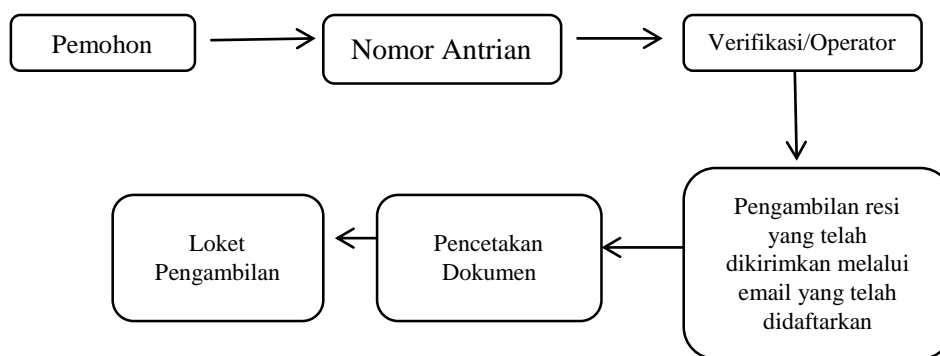 Pemohon
Nomor Antrian
Verifikasi/Operator
Pengambilan resi
yang telah
dikirimkan melalui
email yang telah
didaftarkan
Pencetakan
Dokumen
Loket
Pengambilan